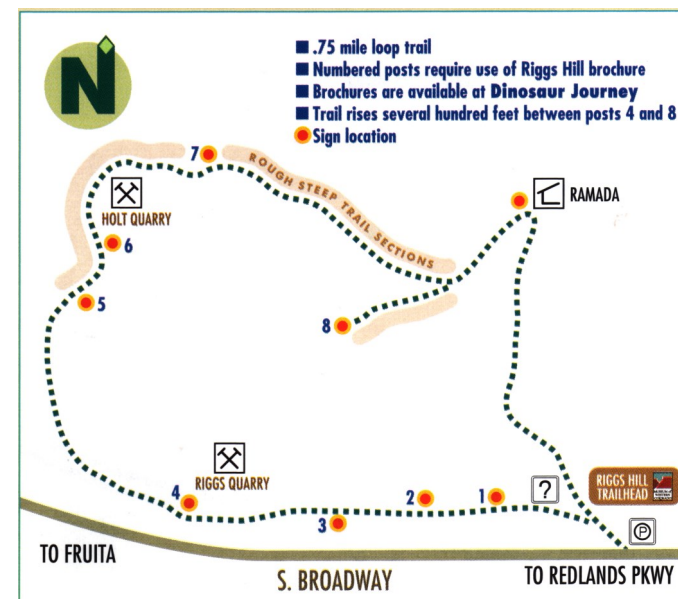 N
.75 mile loop trail
Numbered posts require use of Riggs Hill brochure
Brochures are available at Dinosaur Journey
Trail rises several hundred feet between posts 4 and 8
Sign location
7
ROUGH STEEP TRAIL SECTIONS
RAMADA
HOLT QUARRY
6
5
8
RIGGS QUARRY
4
3
2
1
?
RIGGS HILL
TRAILHEAD
P
TO FRUITA
S. BROADWAY
TO REDLANDS PKWY